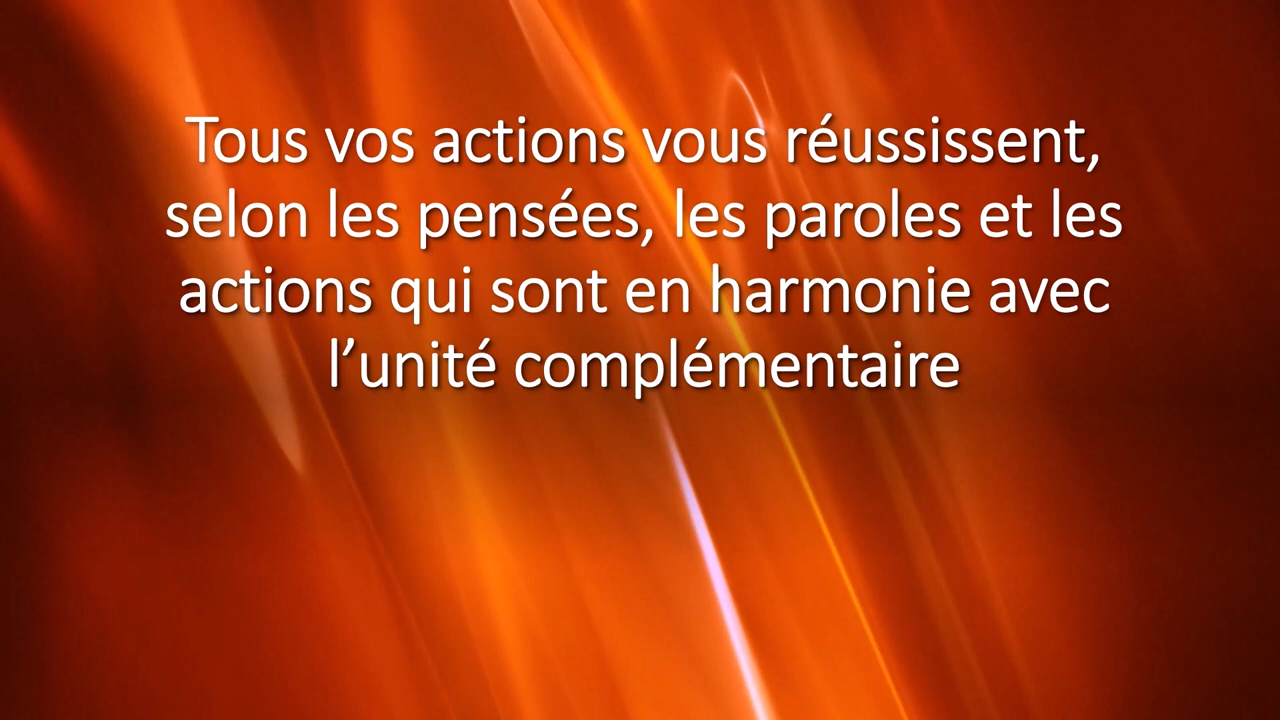 Tous vos actions vous réussissent,
selon les pensées, les paroles et les
actions qui sont en harmonie avec
l’unité complémentaire